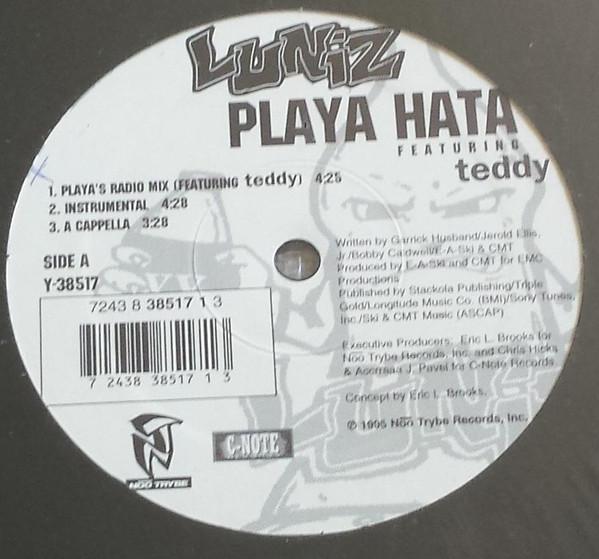 LUNiZ
PLAYA HATA
FEATURING
teddy
1. PLAYA'S RADIO MIX (FEATURING teddy) 4:25
2. INSTRUMENTAL 4:28
3. A CAPPELLA 3:28
SIDE A
Y-38517
7243 8 38517 1 3
7 2438 38517 1 3
Written by Garrick Husband/Jerold Ellis,
Jr/Bobby Caldwell/E-A-Ski & CMT
Produced by E-A-Ski and CMT for EMC
Productions
Published by Stackola Publishing/Triple
Gold/Longitude Music Co. (BMI)/Sony Tunes,
Inc./Ski & CMT Music (ASCAP)
Executive Producers: Eric L. Brooks for
Noo Trybe Records, Inc. and Chris Hicks
& Journal J. Pavel for C-Note Records.
Concept by Eric L. Brooks.
℗ 1995 Noo Trybe Records, Inc.
NOO TRYBE
C-NOTE